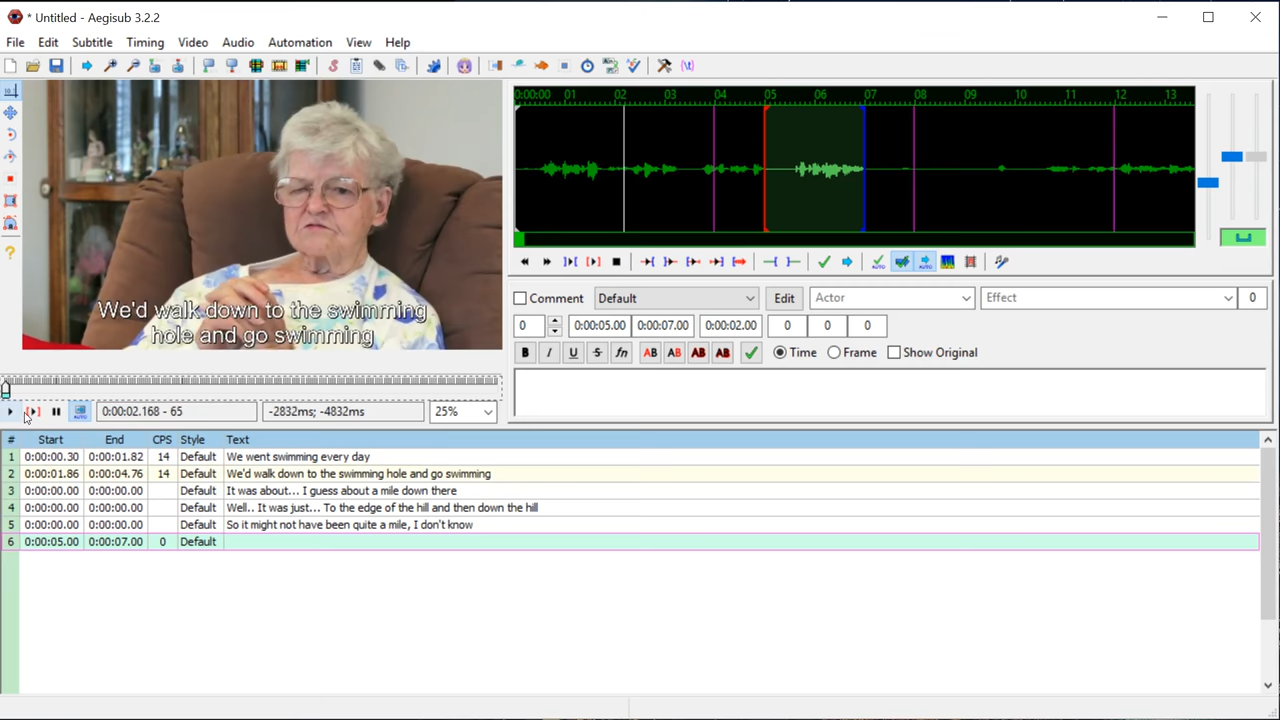 * Untitled - Aegisub 3.2.2
File Edit Subtitle Timing Video Audio Automation View Help
0:00:00 01 02 03 04 05 06 07 08 09 10 11 12 13
We'd walk down to the swimming
hole and go swimming
Comment Default Edit Actor Effect 0
0 0:00:05.00 0:00:07.00 0:00:02.00 0 0 0
B I U S fn AB AB AB AB Time Frame Show Original
0:00:02.168 - 65 -2832ms; -4832ms 25%
# Start End CPS Style Text
1 0:00:00.30 0:00:01.82 14 Default We went swimming every day
2 0:00:01.86 0:00:04.76 14 Default We'd walk down to the swimming hole and go swimming
3 0:00:00.00 0:00:00.00 Default It was about... I guess about a mile down there
4 0:00:00.00 0:00:00.00 Default Well.. It was just... To the edge of the hill and then down the hill
5 0:00:00.00 0:00:00.00 Default So it might not have been quite a mile, I don't know
6 0:00:05.00 0:00:07.00 0 Default